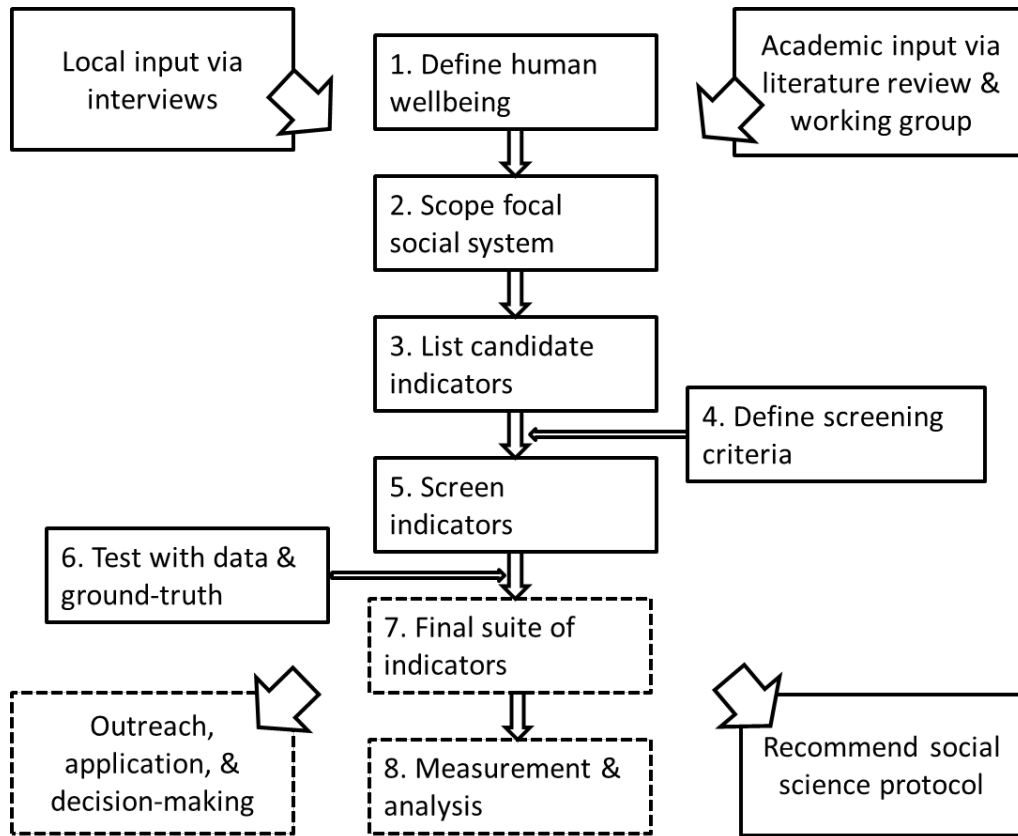 Local input via
interviews
1. Define human
wellbeing
Academic input via
literature review &
working group
2. Scope focal
social system
3. List candidate
indicators
4. Define screening
criteria
5. Screen
indicators
6. Test with data &
ground-truth
7. Final suite of
indicators
Outreach,
application, &
decision-making
8. Measurement &
analysis
Recommend social
science protocol